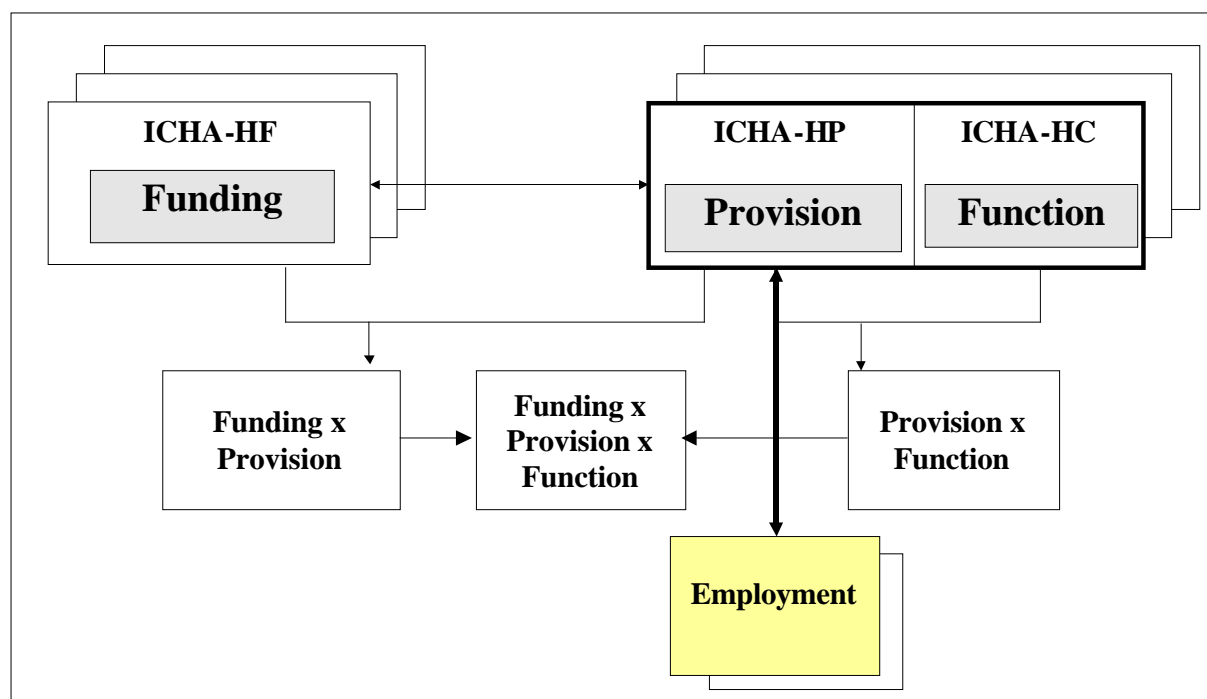 ICHA-HF
Funding
ICHA-HP
Provision
ICHA-HC
Function
Funding x
Provision
Funding x
Provision x
Function
Provision x
Function
Employment